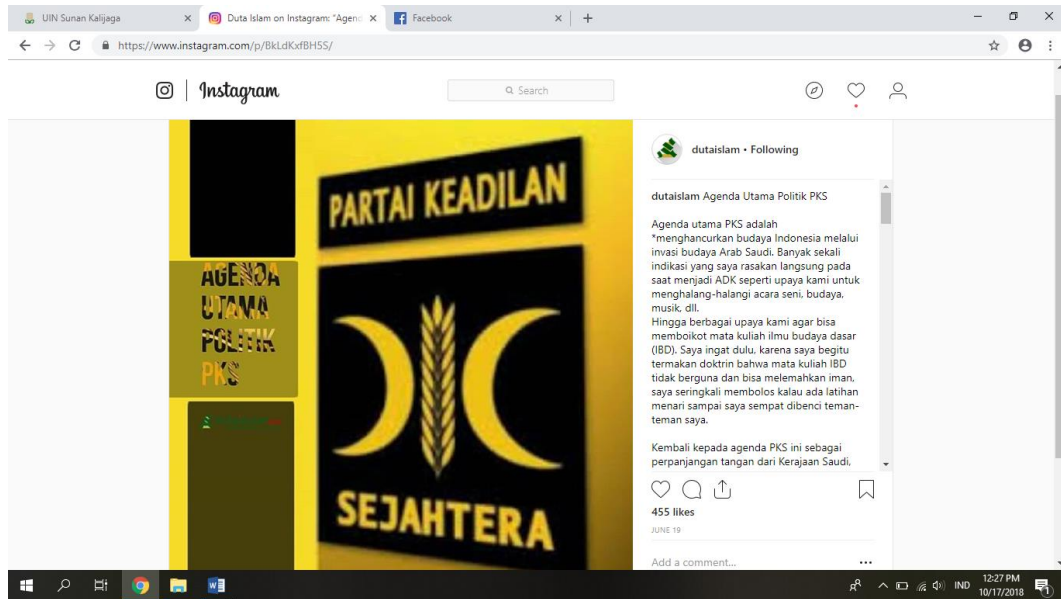 UIN Sunan Kalijaga
Duta Islam on Instagram: "Agend
Facebook
https://www.instagram.com/p/BkLdKxfBH5S/
Instagram
Search
PARTAI KEADILAN
SEJAHTERA
AGENDA
UTAMA
POLITIK
PKS
dutaislam • Following
dutaislam Agenda Utama Politik PKS
Agenda utama PKS adalah
*menghancurkan budaya Indonesia melalui
invasi budaya Arab Saudi. Banyak sekali
indikasi yang saya rasakan langsung pada
saat menjadi ADK seperti upaya kami untuk
menghalang-halangi acara seni, budaya,
musik, dll.
Hingga berbagai upaya kami agar bisa
memboikot mata kuliah ilmu budaya dasar
(IBD). Saya ingat dulu, karena saya begitu
termakan doktrin bahwa mata kuliah IBD
tidak berguna dan bisa melemahkan iman,
saya seringkali membolos kalau ada latihan
menari sampai saya sempat dibenci teman-
teman saya.
Kembali kepada agenda PKS ini sebagai
perpanjangan tangan dari Kerajaan Saudi,
455 likes
JUNE 19
Add a comment...
IND
12:27 PM
10/17/2018